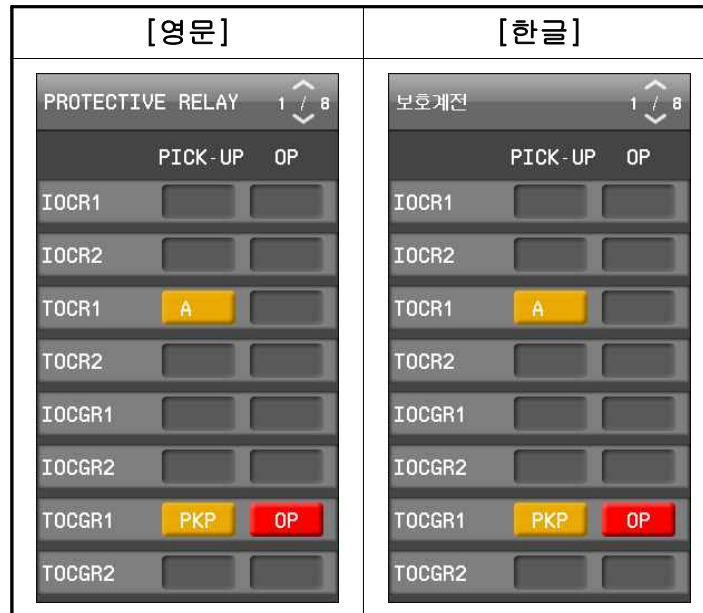 [영문]
[한글]
PROTECTIVE RELAY 1 / 8
PICK-UP OP
IOCR1
IOCR2
TOCR1 A
TOCR2
IOCGR1
IOCGR2
TOCGR1 PKP OP
TOCGR2
보호계전 1 / 8
PICK-UP OP
IOCR1
IOCR2
TOCR1 A
TOCR2
IOCGR1
IOCGR2
TOCGR1 PKP OP
TOCGR2